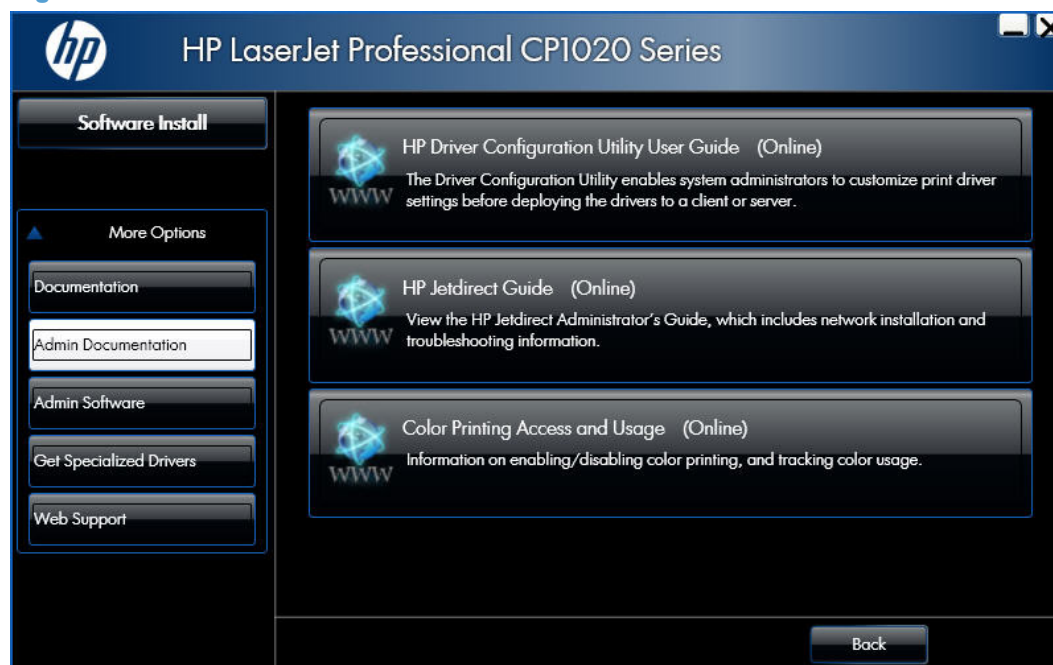 hp
HP LaserJet Professional CP1020 Series
Software Install
More Options
Documentation
Admin Documentation
Admin Software
Get Specialized Drivers
Web Support
WWW
HP Driver Configuration Utility User Guide (Online)
The Driver Configuration Utility enables system administrators to customize print driver
settings before deploying the drivers to a client or server.
WWW
HP Jetdirect Guide (Online)
View the HP Jetdirect Administrator's Guide, which includes network installation and
troubleshooting information.
WWW
Color Printing Access and Usage (Online)
Information on enabling/disabling color printing, and tracking color usage.
Back